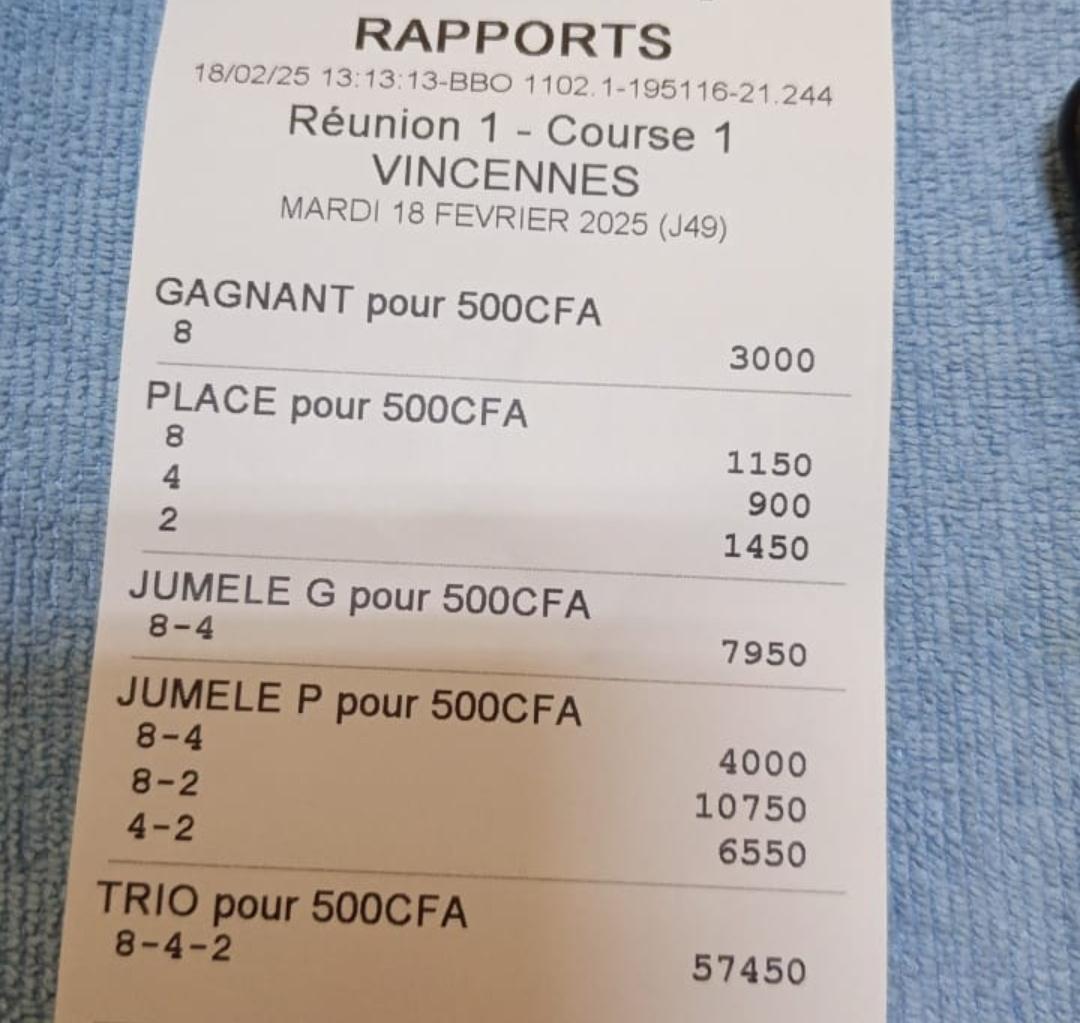 RAPPORTS
18/02/25 13:13:13-BBO 1102.1-195116-21.244
Réunion 1 - Course 1
VINCENNES
MARDI 18 FEVRIER 2025 (J49)
GAGNANT pour 500CFA
8 3000
PLACE pour 500CFA
8 1150
4 900
2 1450
JUMELE G pour 500CFA
8-4 7950
JUMELE P pour 500CFA
8-4 4000
8-2 10750
4-2 6550
TRIO pour 500CFA
8-4-2 57450